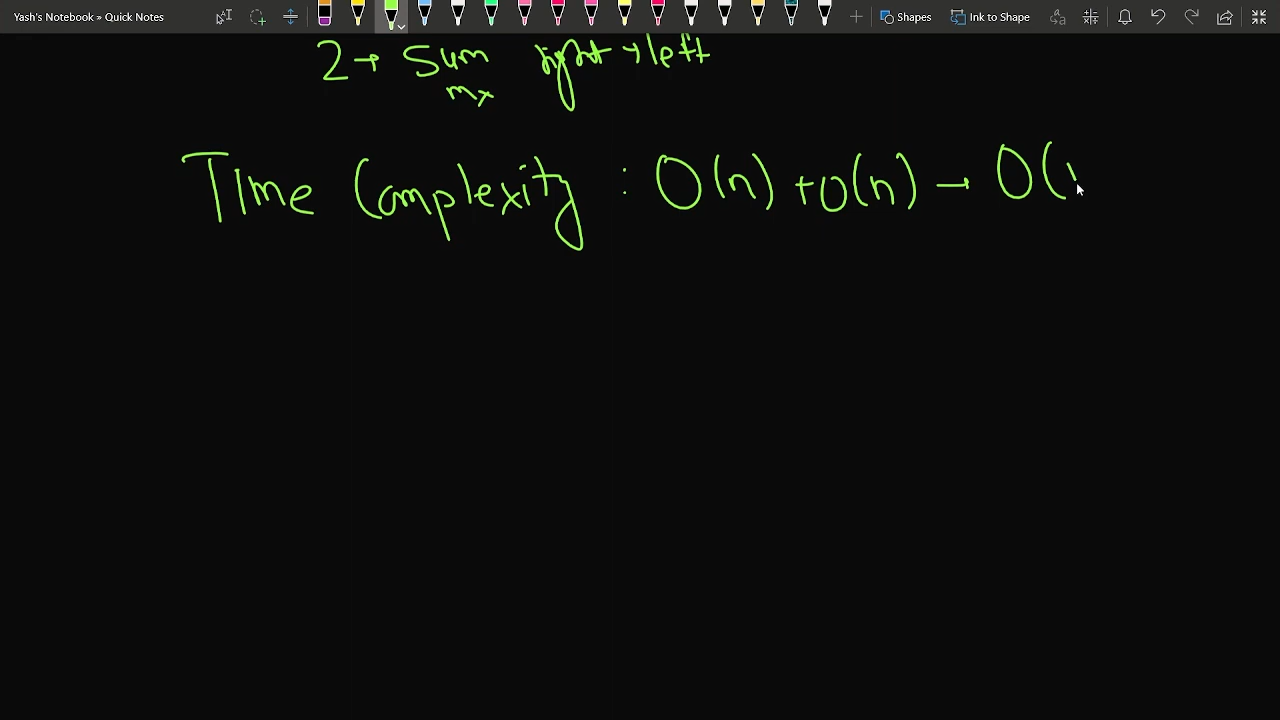 Yash's Notebook » Quick Notes
Shapes
Ink to Shape
2 → Sum right → left
mx
Time Complexity : O(n) + O(n) → O(